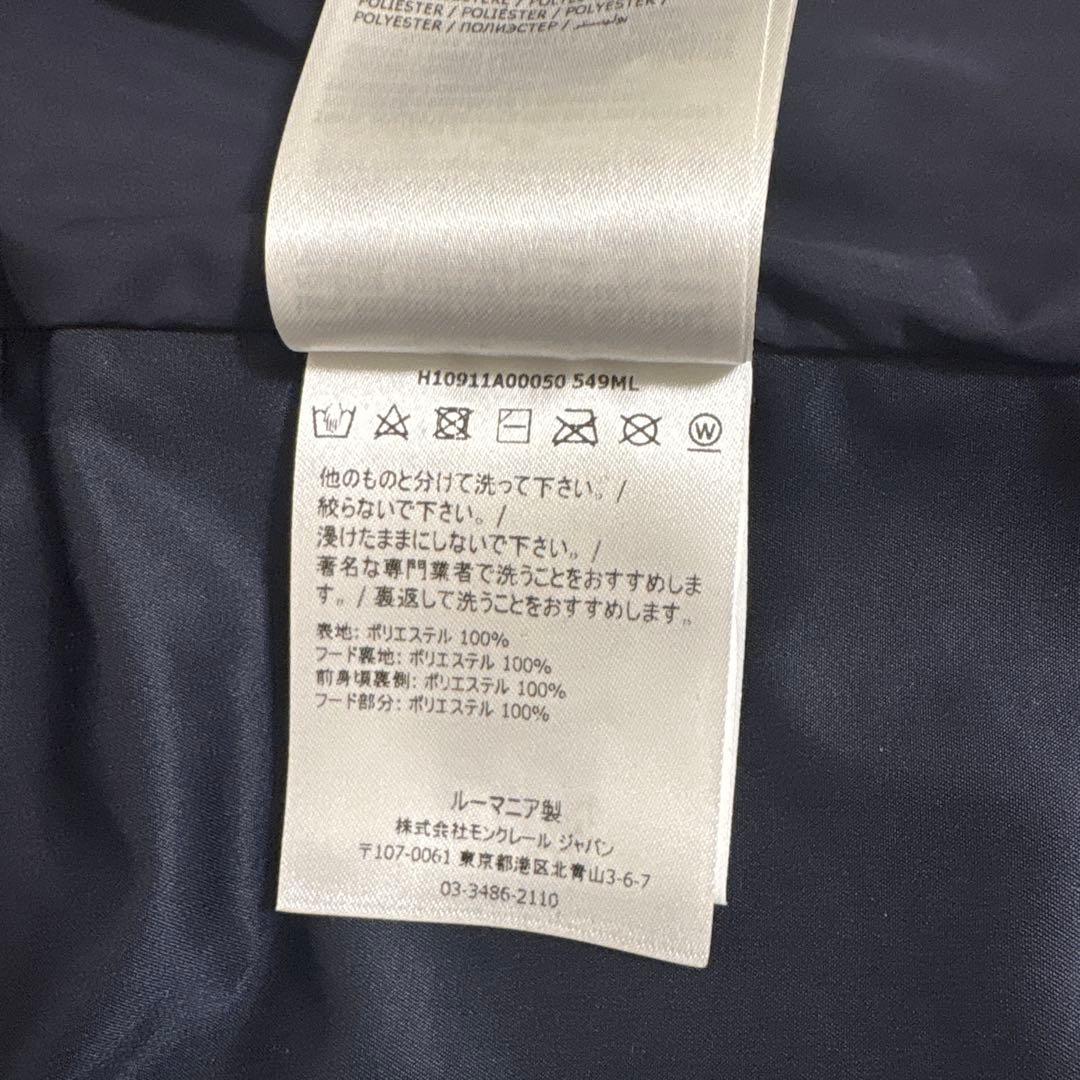 POLIESTER / POLIÉSTER / POLYESTER /
POLYESTER / ПОЛИЭСТЕР / بوليستر
H10911A00050 549ML
W
他のものと分けて洗って下さい。/
絞らないで下さい。/
浸けたままにしないで下さい。/
著名な専門業者で洗うことをおすすめしま
す。/ 裏返して洗うことをおすすめします。
表地: ポリエステル 100%
フード裏地: ポリエステル 100%
前身頃裏側: ポリエステル 100%
フード部分: ポリエステル 100%
ルーマニア製
株式会社モンクレール ジャパン
〒107-0061 東京都港区北青山3-6-7
03-3486-2110